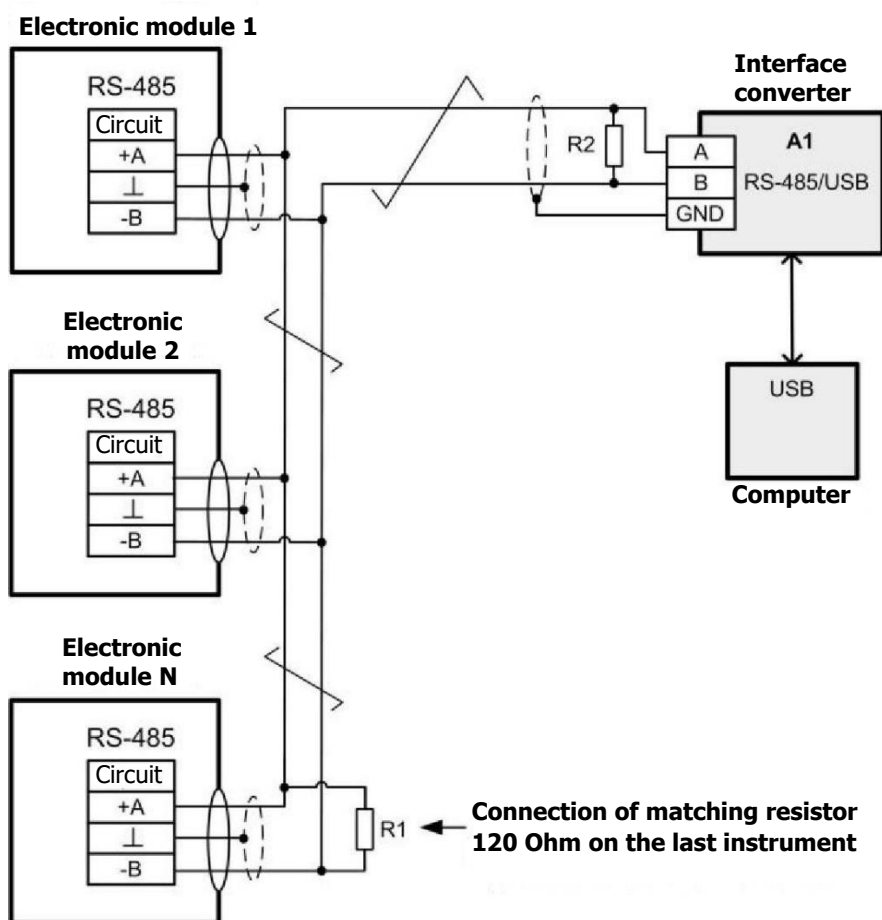 Electronic module 1
RS-485
Circuit
+A
⊥
-B
R2
Interface
converter
A
B
GND
A1
RS-485/USB
Electronic
module 2
RS-485
Circuit
+A
⊥
-B
USB
Computer
Electronic
module N
RS-485
Circuit
+A
⊥
-B
R1
Connection of matching resistor
120 Ohm on the last instrument